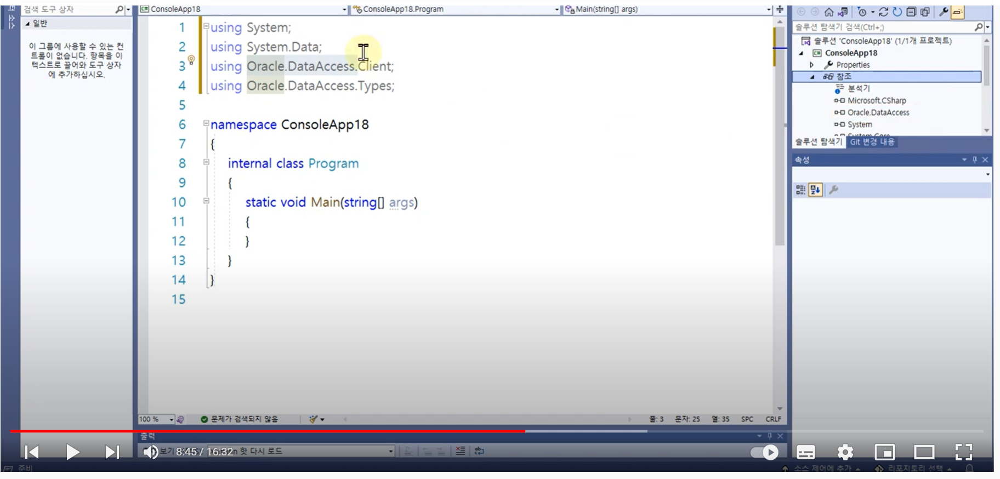 검색 도구 상자
일반
이 그룹에 사용할 수 있는 컨
트롤이 없습니다. 항목을 이
텍스트로 끌어와 도구 상자
에 추가하십시오.
ConsoleApp18
ConsoleApp18.Program
Main(string[] args)
1 using System;
2 using System.Data;
3 using Oracle.DataAccess.Client;
4 using Oracle.DataAccess.Types;
5
6 namespace ConsoleApp18
7 {
8 internal class Program
9 {
10 static void Main(string[] args)
11 {
12 }
13 }
14 }
15
100 %
문제가 검색되지 않음
줄: 3 문자: 25 열: 35 SPC CRLF
솔루션 탐색기 검색(Ctrl+;)
솔루션 'ConsoleApp18' (1/1개 프로젝트)
ConsoleApp18
Properties
참조
분석기
Microsoft.CSharp
Oracle.DataAccess
System
System.Core
솔루션 탐색기 Git 변경 내용
속성
출력
8:45 / 16:32
핫 다시 로드
준비
소스 제어에 추가
리포지토리 선택